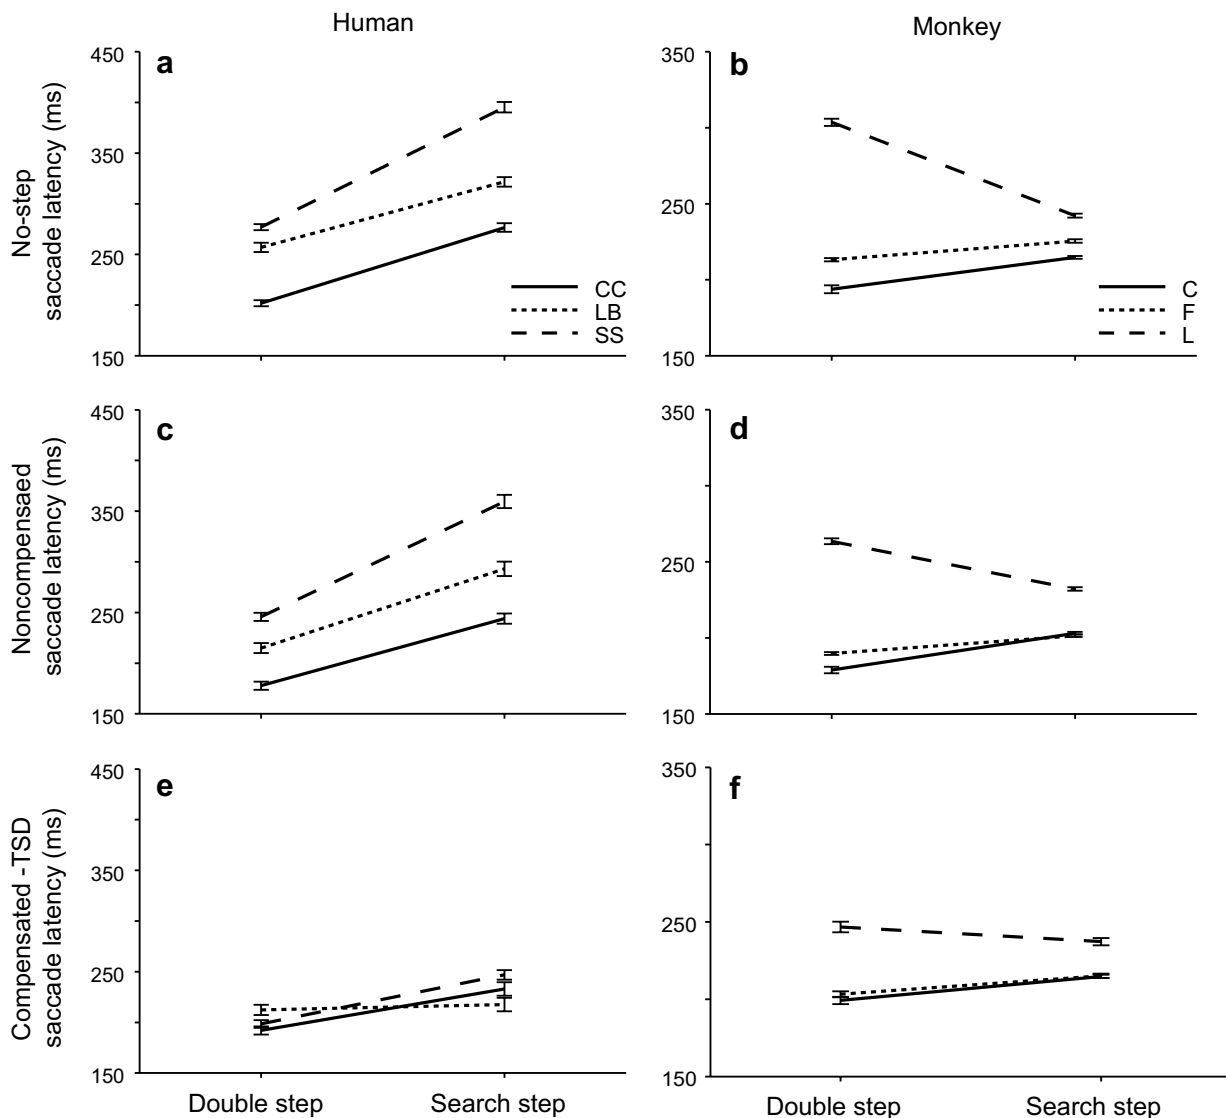 Human
Monkey
No-step
saccade latency (ms)
450
350
250
150
a
CC
LB
SS
350
250
150
b
C
F
L
Noncompensaed
saccade latency (ms)
450
350
250
150
c
350
250
150
d
Compensated -TSD
saccade latency (ms)
450
350
250
150
e
Double step
Search step
350
250
150
f
Double step
Search step